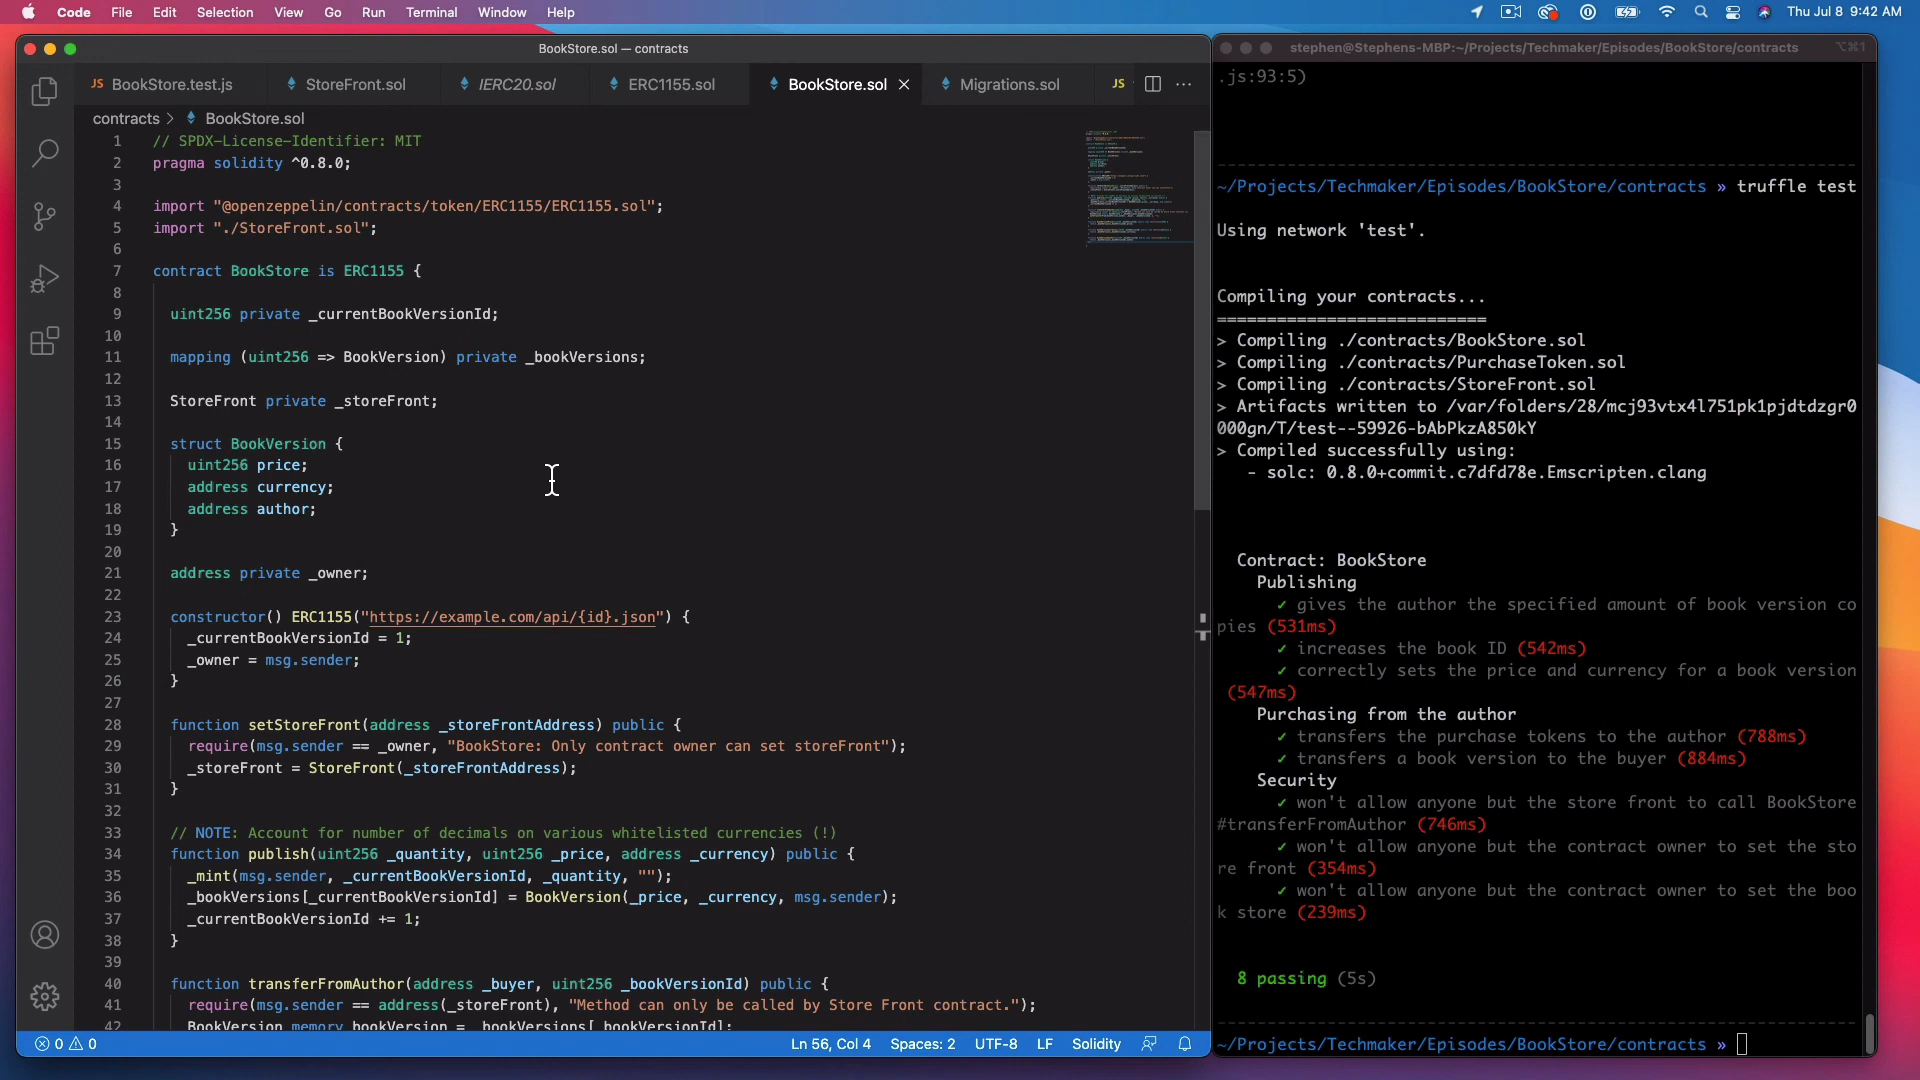 Code File Edit Selection View Go Run Terminal Window Help Thu Jul 8 9:42 AM
BookStore.sol — contracts
JS BookStore.test.js StoreFront.sol IERC20.sol ERC1155.sol BookStore.sol Migrations.sol JS
contracts > BookStore.sol
1 // SPDX-License-Identifier: MIT
2 pragma solidity ^0.8.0;
3
4 import "@openzeppelin/contracts/token/ERC1155/ERC1155.sol";
5 import "./StoreFront.sol";
6
7 contract BookStore is ERC1155 {
8
9 uint256 private _currentBookVersionId;
10
11 mapping (uint256 => BookVersion) private _bookVersions;
12
13 StoreFront private _storeFront;
14
15 struct BookVersion {
16 uint256 price;
17 address currency;
18 address author;
19 }
20
21 address private _owner;
22
23 constructor() ERC1155("https://example.com/api/{id}.json") {
24 _currentBookVersionId = 1;
25 _owner = msg.sender;
26 }
27
28 function setStoreFront(address _storeFrontAddress) public {
29 require(msg.sender == _owner, "BookStore: Only contract owner can set storeFront");
30 _storeFront = StoreFront(_storeFrontAddress);
31 }
32
33 // NOTE: Account for number of decimals on various whitelisted currencies (!)
34 function publish(uint256 _quantity, uint256 _price, address _currency) public {
35 _mint(msg.sender, _currentBookVersionId, _quantity, "");
36 _bookVersions[_currentBookVersionId] = BookVersion(_price, _currency, msg.sender);
37 _currentBookVersionId += 1;
38 }
39
40 function transferFromAuthor(address _buyer, uint256 _bookVersionId) public {
41 require(msg.sender == address(_storeFront), "Method can only be called by Store Front contract.");
42 BookVersion memory bookVersion = _bookVersions[_bookVersionId];
0 0 Ln 56, Col 4 Spaces: 2 UTF-8 LF Solidity
stephen@Stephens-MBP:~/Projects/Techmaker/Episodes/BookStore/contracts ⌥⌘1
.js:93:5)
~/Projects/Techmaker/Episodes/BookStore/contracts » truffle test
Using network 'test'.
Compiling your contracts...
===========================
> Compiling ./contracts/BookStore.sol
> Compiling ./contracts/PurchaseToken.sol
> Compiling ./contracts/StoreFront.sol
> Artifacts written to /var/folders/28/mcj93vtx4l751pk1pjdtdzgr0
000gn/T/test--59926-bAbPkzA850kY
> Compiled successfully using:
- solc: 0.8.0+commit.c7dfd78e.Emscripten.clang
Contract: BookStore
Publishing
✓ gives the author the specified amount of book version co
pies (531ms)
✓ increases the book ID (542ms)
✓ correctly sets the price and currency for a book version
(547ms)
Purchasing from the author
✓ transfers the purchase tokens to the author (788ms)
✓ transfers a book version to the buyer (884ms)
Security
✓ won't allow anyone but the store front to call BookStore
#transferFromAuthor (746ms)
✓ won't allow anyone but the contract owner to set the sto
re front (354ms)
✓ won't allow anyone but the contract owner to set the boo
k store (239ms)
8 passing (5s)
~/Projects/Techmaker/Episodes/BookStore/contracts »